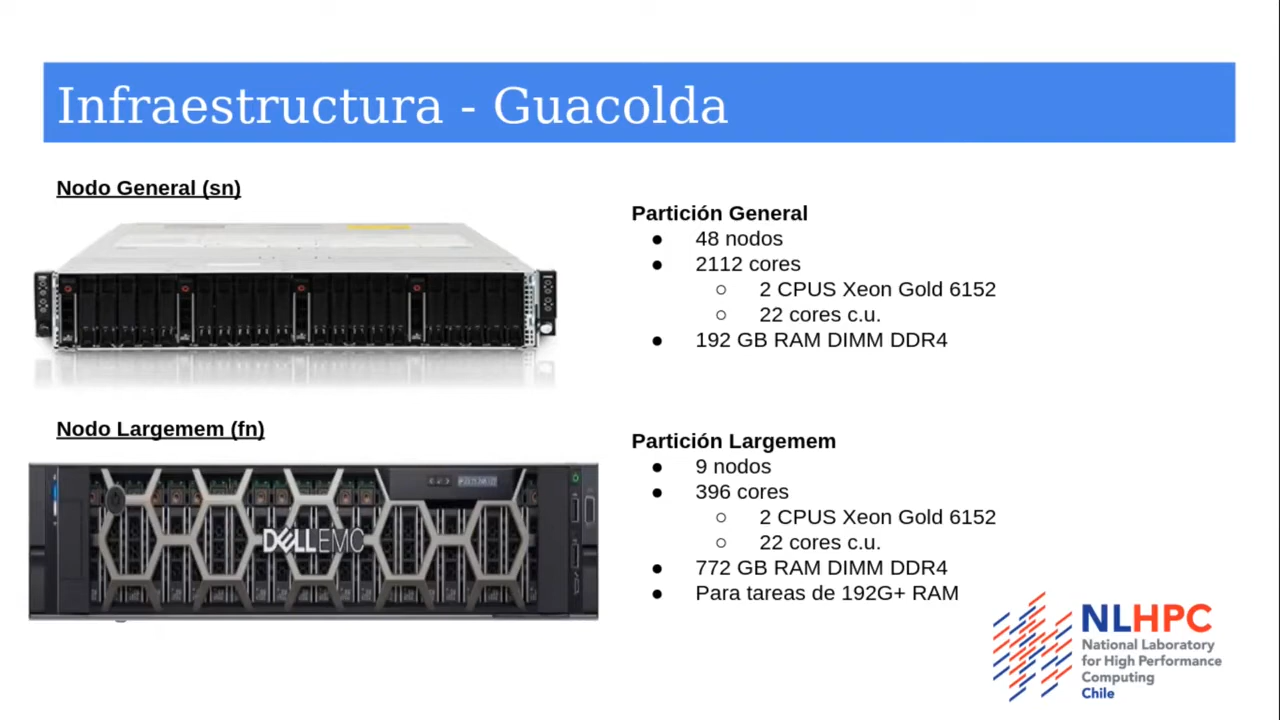 Infraestructura - Guacolda
Nodo General (sn)
Partición General
● 48 nodos
● 2112 cores
○ 2 CPUS Xeon Gold 6152
○ 22 cores c.u.
● 192 GB RAM DIMM DDR4
Nodo Largemem (fn)
DELLEMC
Partición Largemem
● 9 nodos
● 396 cores
○ 2 CPUS Xeon Gold 6152
○ 22 cores c.u.
● 772 GB RAM DIMM DDR4
● Para tareas de 192G+ RAM
NLHPC
National Laboratory
for High Performance
Computing
Chile